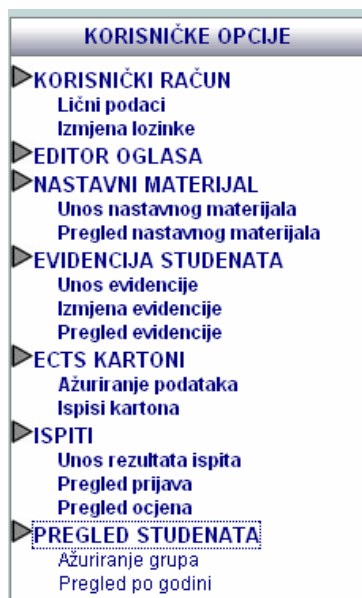 KORISNIČKE OPCIJE
KORISNIČKI RAČUN
Lični podaci
Izmjena lozinke
EDITOR OGLASA
NASTAVNI MATERIJAL
Unos nastavnog materijala
Pregled nastavnog materijala
EVIDENCIJA STUDENATA
Unos evidencije
Izmjena evidencije
Pregled evidencije
ECTS KARTONI
Ažuriranje podataka
Ispisi kartona
ISPITI
Unos rezultata ispita
Pregled prijava
Pregled ocjena
PREGLED STUDENATA
Ažuriranje grupa
Pregled po godini